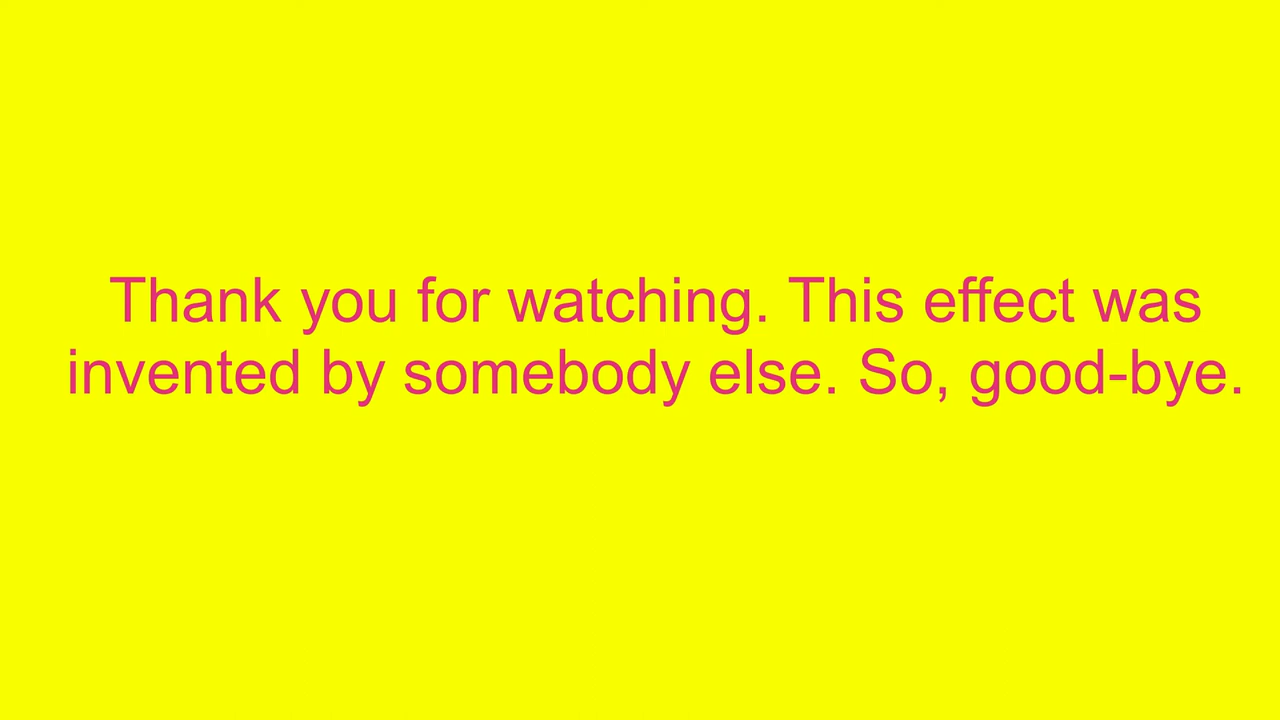 Thank you for watching. This effect was
invented by somebody else. So, good-bye.